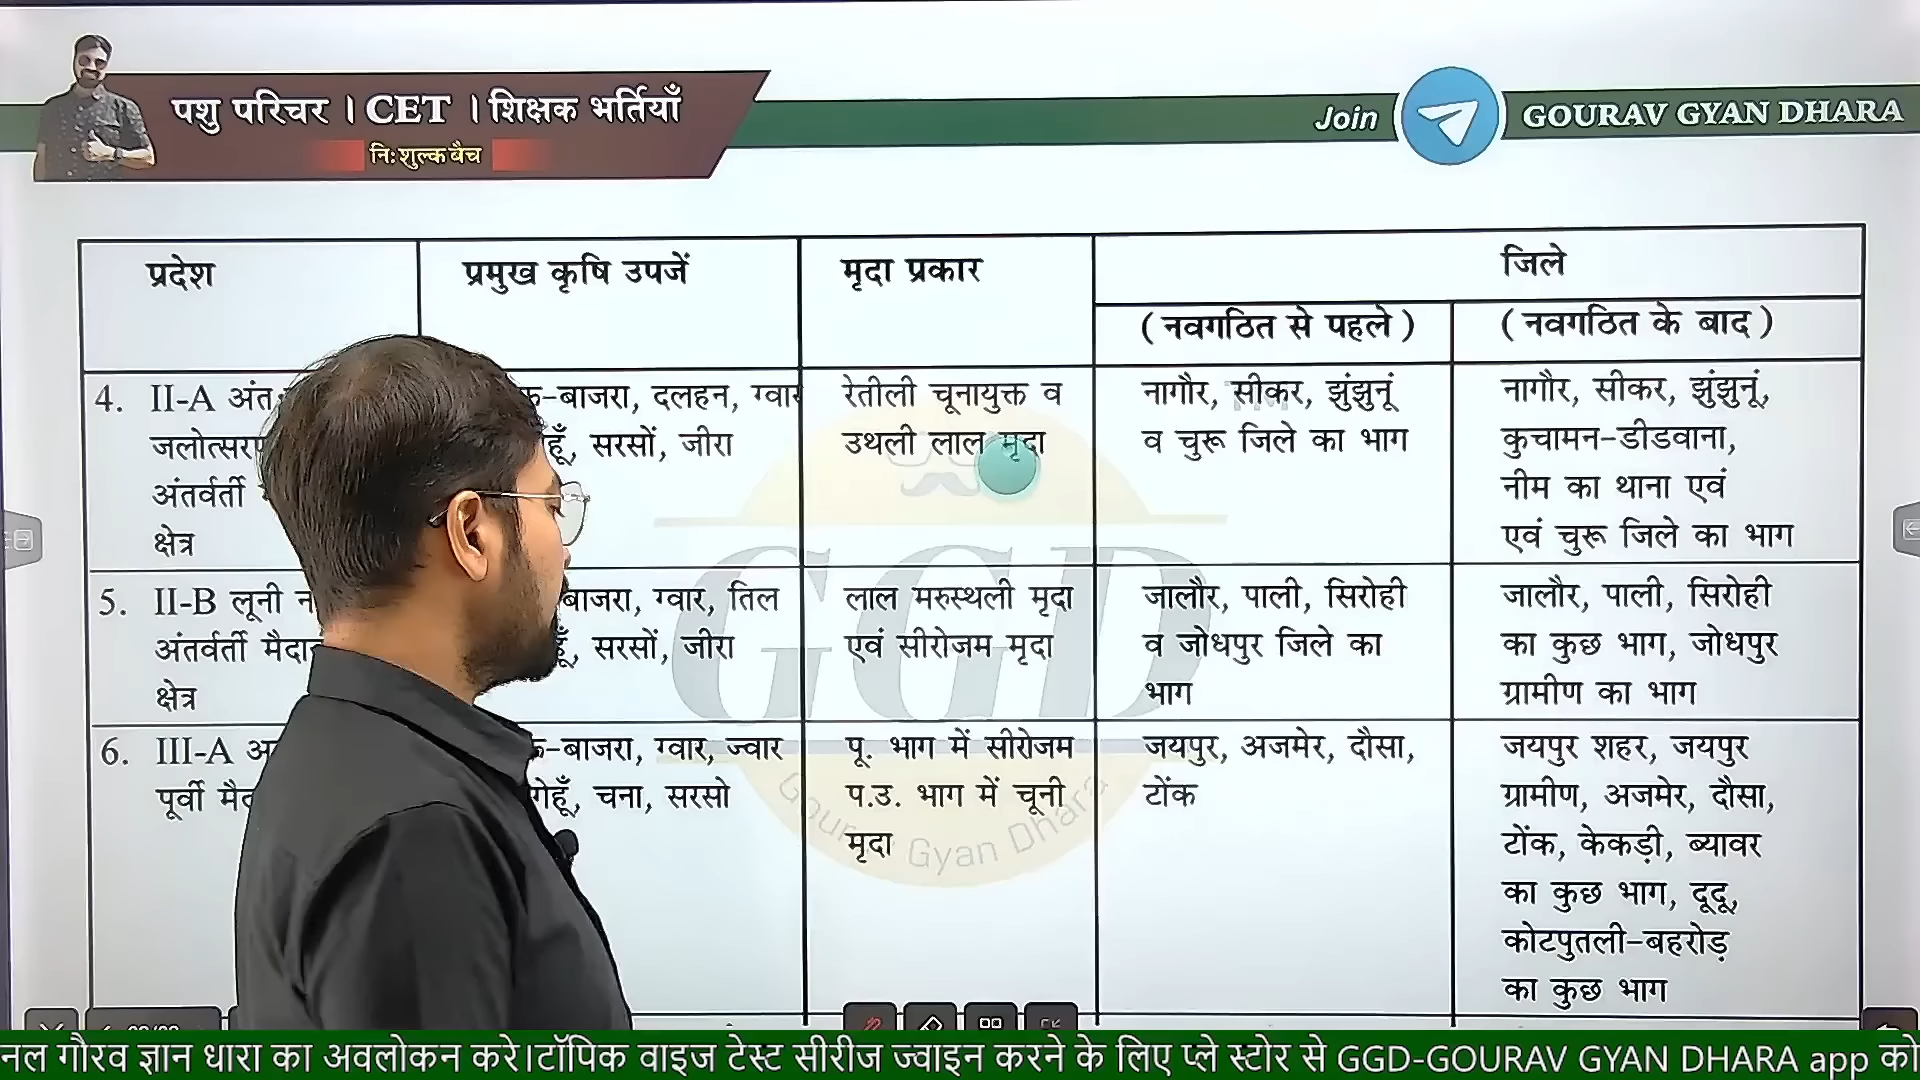 पशु परिचर । CET । शिक्षक भर्तियाँ
निःशुल्क बैच
Join GOURAV GYAN DHARA
प्रदेश
प्रमुख कृषि उपजें
मृदा प्रकार
जिले
( नवगठित से पहले )
( नवगठित के बाद )
4. II-A
जलोत्सरण
अंतर्वर्ती
क्षेत्र
-बाजरा, दलहन, ग्वार
सरसों, जीरा
रेतीली चूनायुक्त व
उथली लाल मृदा
नागौर, सीकर, झुंझुनूं
व चुरू जिले का भाग
नागौर, सीकर, झुंझुनूं,
कुचामन-डीडवाना,
नीम का थाना एवं
एवं चुरू जिले का भाग
5. II-B लूनी
अंतर्वर्ती
क्षेत्र
बाजरा, ग्वार, तिल
सरसों, जीरा
लाल मरुस्थली मृदा
एवं सीरोजम मृदा
जालौर, पाली, सिरोही
व जोधपुर जिले का
भाग
जालौर, पाली, सिरोही
का कुछ भाग, जोधपुर
ग्रामीण का भाग
6. III-A
पूर्वी
-बाजरा, ग्वार, ज्वार
गेहूँ, चना, सरसो
पू. भाग में सीरोजम
प.उ. भाग में चूनी
मृदा
जयपुर, अजमेर, दौसा,
टोंक
जयपुर शहर, जयपुर
ग्रामीण, अजमेर, दौसा,
टोंक, केकड़ी, ब्यावर
का कुछ भाग, दूदू,
कोटपुतली-बहरोड़
का कुछ भाग
GGD
Gourav Gyan Dhara
नल गौरव ज्ञान धारा का अवलोकन करे।टॉपिक वाइज टेस्ट सीरीज ज्वाइन करने के लिए प्ले स्टोर से GGD-GOURAV GYAN DHARA app को